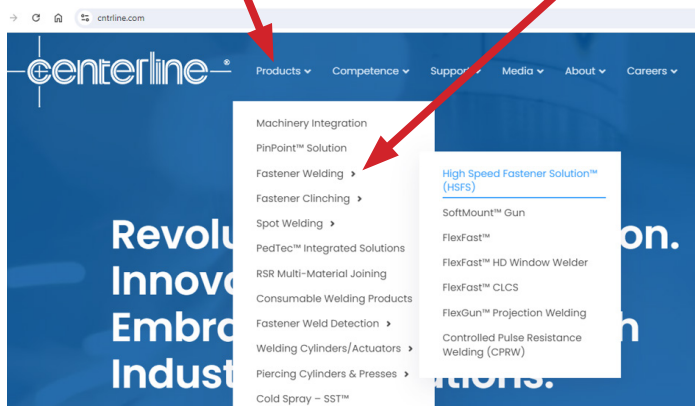 cntrline.com
centerline
Products Competence Support Media About Careers
Machinery Integration
PinPoint™ Solution
Fastener Welding
Fastener Clinching
Spot Welding
PedTec™ Integrated Solutions
RSR Multi-Material Joining
Consumable Welding Products
Fastener Weld Detection
Welding Cylinders/Actuators
Piercing Cylinders & Presses
Cold Spray – SST™
High Speed Fastener Solution™
(HSFS)
SoftMount™ Gun
FlexFast™
FlexFast™ HD Window Welder
FlexFast™ CLCS
FlexGun™ Projection Welding
Controlled Pulse Resistance
Welding (CPRW)